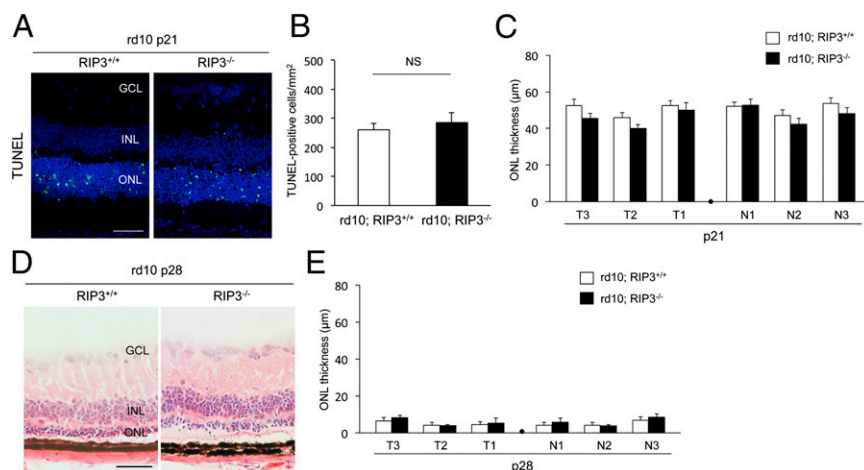 A
rd10 p21
RIP3+/+
RIP3-/-
TUNEL
GCL
INL
ONL
B
TUNEL-positive cells/mm²
500
400
300
200
100
0
NS
rd10; RIP3+/+
rd10; RIP3-/-
C
rd10; RIP3+/+
rd10; RIP3-/-
ONL thickness (µm)
80
60
40
20
0
T3 T2 T1 N1 N2 N3
p21
D
rd10 p28
RIP3+/+
RIP3-/-
GCL
INL
ONL
E
rd10; RIP3+/+
rd10; RIP3-/-
ONL thickness (µm)
80
60
40
20
0
T3 T2 T1 N1 N2 N3
p28